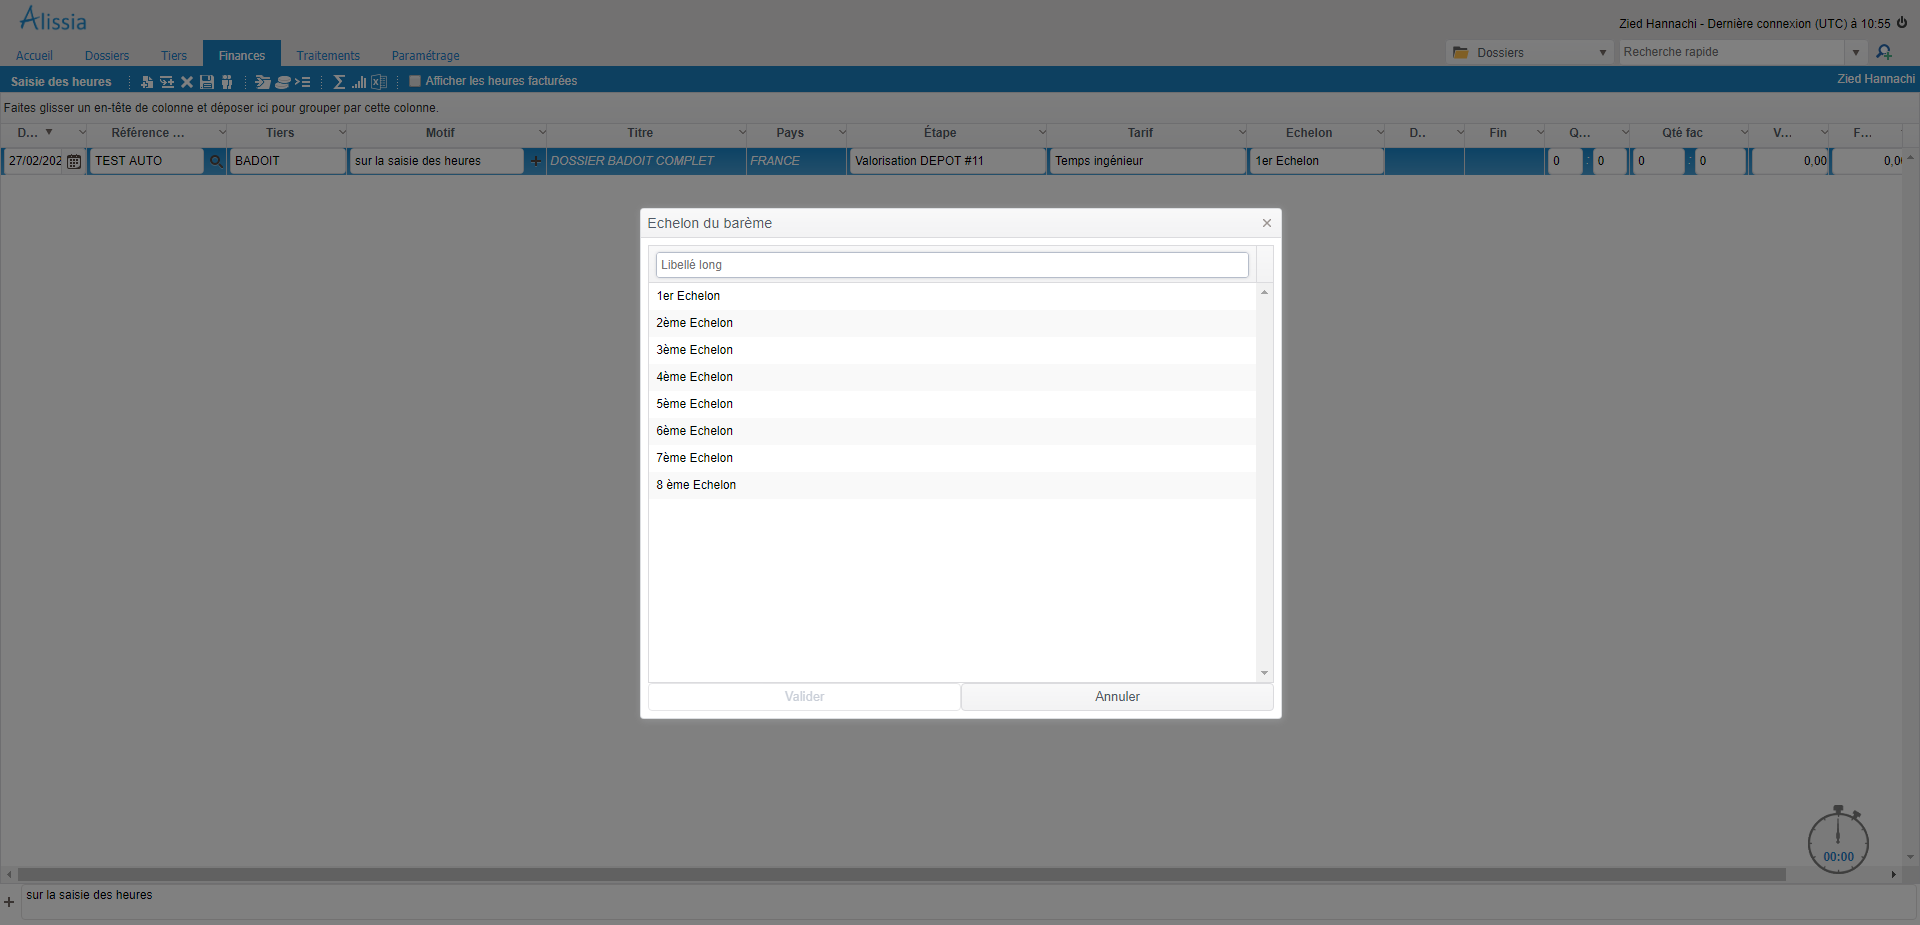 Alissia
Zied Hannachi - Dernière connexion (UTC) à 10:55
Accueil Dossiers Tiers Finances Traitements Paramétrage
Dossiers Recherche rapide
Saisie des heures Afficher les heures facturées Zied Hannachi
Faites glisser un en-tête de colonne et déposer ici pour grouper par cette colonne.
D... Référence ... Tiers Motif Titre Pays Étape Tarif Echelon D.. Fin Q... Qté fac V... F...
27/02/202 TEST AUTO BADOIT sur la saisie des heures DOSSIER BADOIT COMPLET FRANCE Valorisation DEPOT #11 Temps ingénieur 1er Echelon 0 : 0 0 : 0 0,00 0,0
Echelon du barème
Libellé long
1er Echelon
2ème Echelon
3ème Echelon
4ème Echelon
5ème Echelon
6ème Echelon
7ème Echelon
8 ème Echelon
Valider Annuler
00:00
sur la saisie des heures